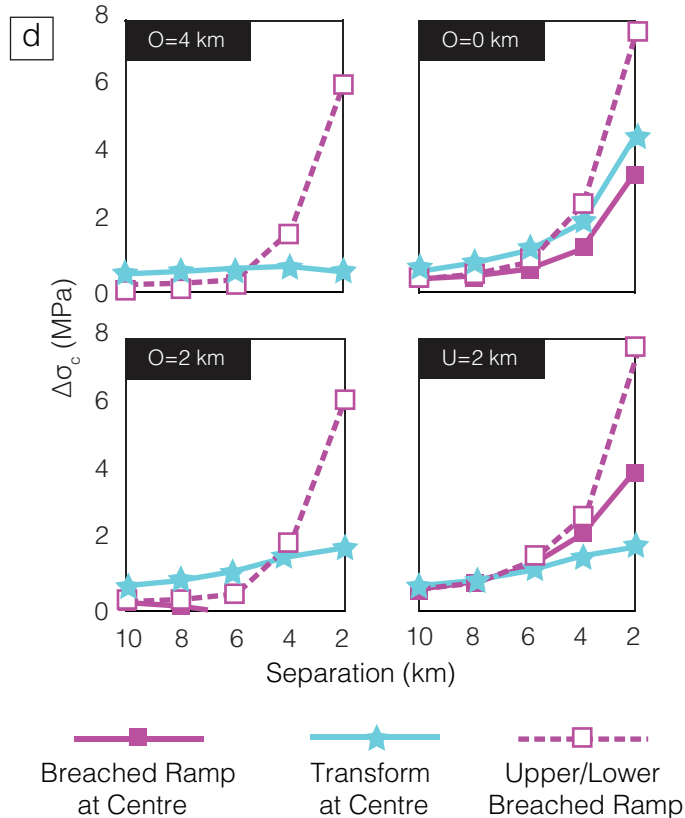 d
O=4 km
O=0 km
8
6
4
2
0
O=2 km
U=2 km
8
6
4
2
0
Δσc (MPa)
10 8 6 4 2
10 8 6 4 2
Separation (km)
Breached Ramp
at Centre
Transform
at Centre
Upper/Lower
Breached Ramp